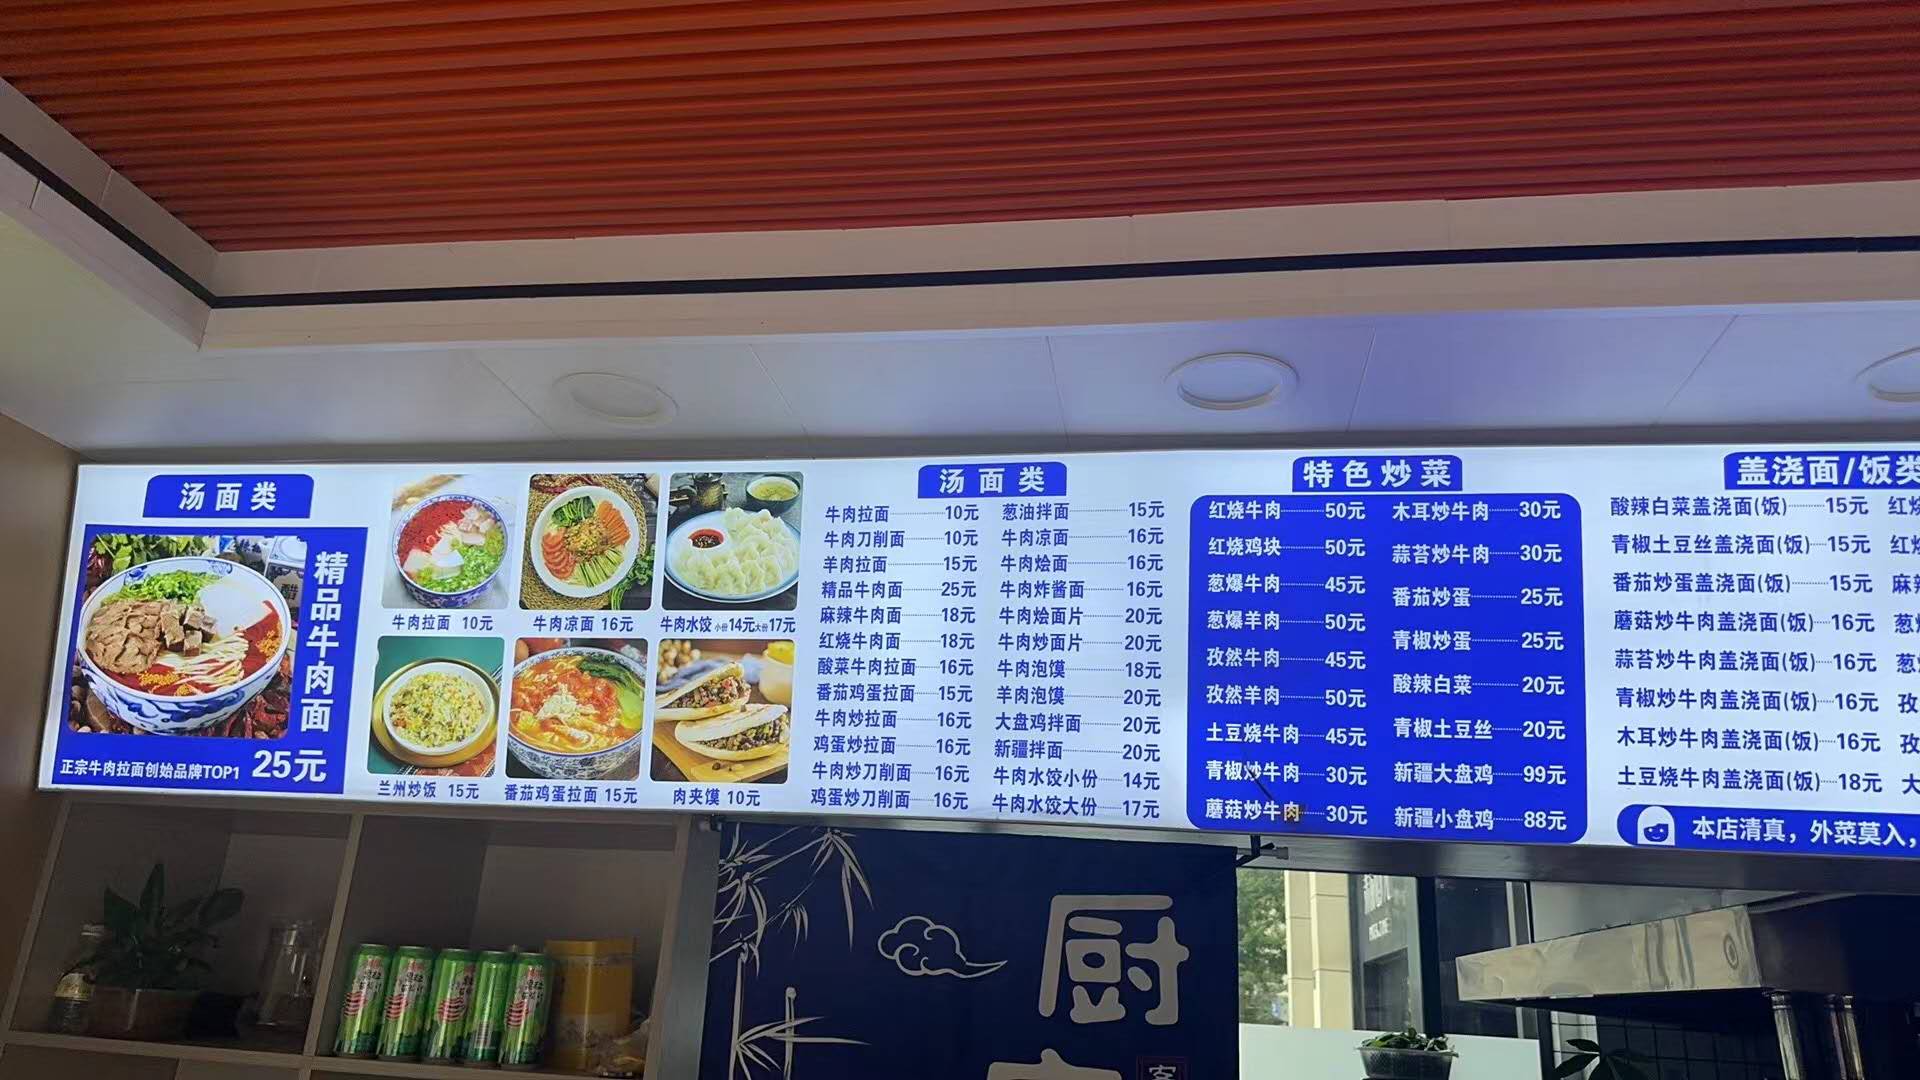 汤面类
精品牛肉面
正宗牛肉拉面创始品牌TOP1 25元
牛肉拉面 10元
牛肉凉面 16元
牛肉水饺 小份14元大份17元
兰州炒饭 15元
番茄鸡蛋拉面 15元
肉夹馍 10元
汤面类
牛肉拉面 10元
牛肉刀削面 10元
羊肉拉面 15元
精品牛肉面 25元
麻辣牛肉面 18元
红烧牛肉面 18元
酸菜牛肉拉面 16元
番茄鸡蛋拉面 15元
牛肉炒拉面 16元
鸡蛋炒拉面 16元
牛肉炒刀削面 16元
鸡蛋炒刀削面 16元
葱油拌面 15元
牛肉凉面 16元
牛肉烩面 16元
牛肉炸酱面 16元
牛肉烩面片 20元
牛肉炒面片 20元
牛肉泡馍 18元
羊肉泡馍 20元
大盘鸡拌面 20元
新疆拌面 20元
牛肉水饺小份 14元
牛肉水饺大份 17元
特色炒菜
红烧牛肉 50元
红烧鸡块 50元
葱爆牛肉 45元
葱爆羊肉 50元
孜然牛肉 45元
孜然羊肉 50元
土豆烧牛肉 45元
青椒炒牛肉 30元
蘑菇炒牛肉 30元
木耳炒牛肉 30元
蒜苔炒牛肉 30元
番茄炒蛋 25元
青椒炒蛋 25元
酸辣白菜 20元
青椒土豆丝 20元
新疆大盘鸡 99元
新疆小盘鸡 88元
盖浇面/饭类
酸辣白菜盖浇面(饭) 15元
青椒土豆丝盖浇面(饭) 15元
番茄炒蛋盖浇面(饭) 15元
蘑菇炒牛肉盖浇面(饭) 16元
蒜苔炒牛肉盖浇面(饭) 16元
青椒炒牛肉盖浇面(饭) 16元
木耳炒牛肉盖浇面(饭) 16元
土豆烧牛肉盖浇面(饭) 18元
红
红
麻
葱
葱
孜
孜
大
本店清真，外菜莫入，
厨